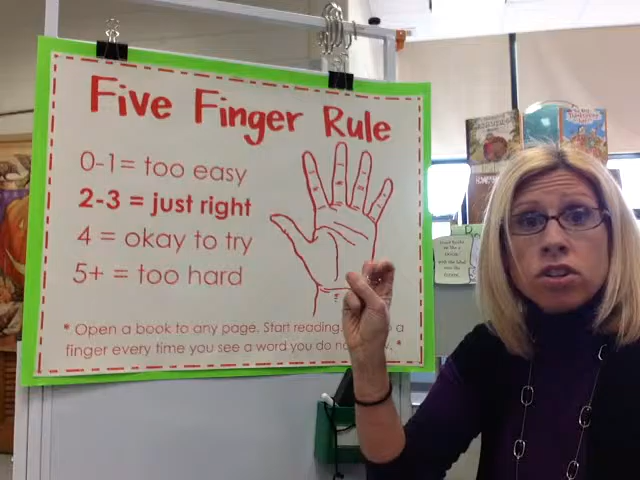 Five Finger Rule
0-1= too easy
2-3 = just right
4 = okay to try
5+ = too hard
* Open a book to any page. Start reading. a
finger every time you see a word you do *